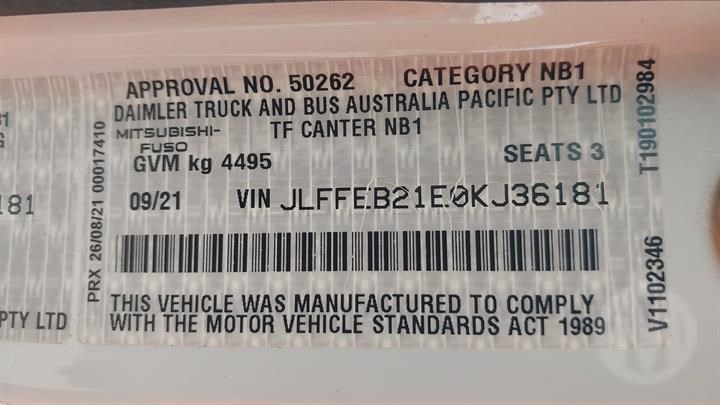 APPROVAL NO. 50262 CATEGORY NB1
DAIMLER TRUCK AND BUS AUSTRALIA PACIFIC PTY LTD
MITSUBISHI-
FUSO
TF CANTER NB1
GVM kg 4495 SEATS 3
09/21 VIN JLFFEB21E0KJ36181
THIS VEHICLE WAS MANUFACTURED TO COMPLY
WITH THE MOTOR VEHICLE STANDARDS ACT 1989
PRX 26/08/21 00017410
T190102984
V1102346
181
PTY LTD